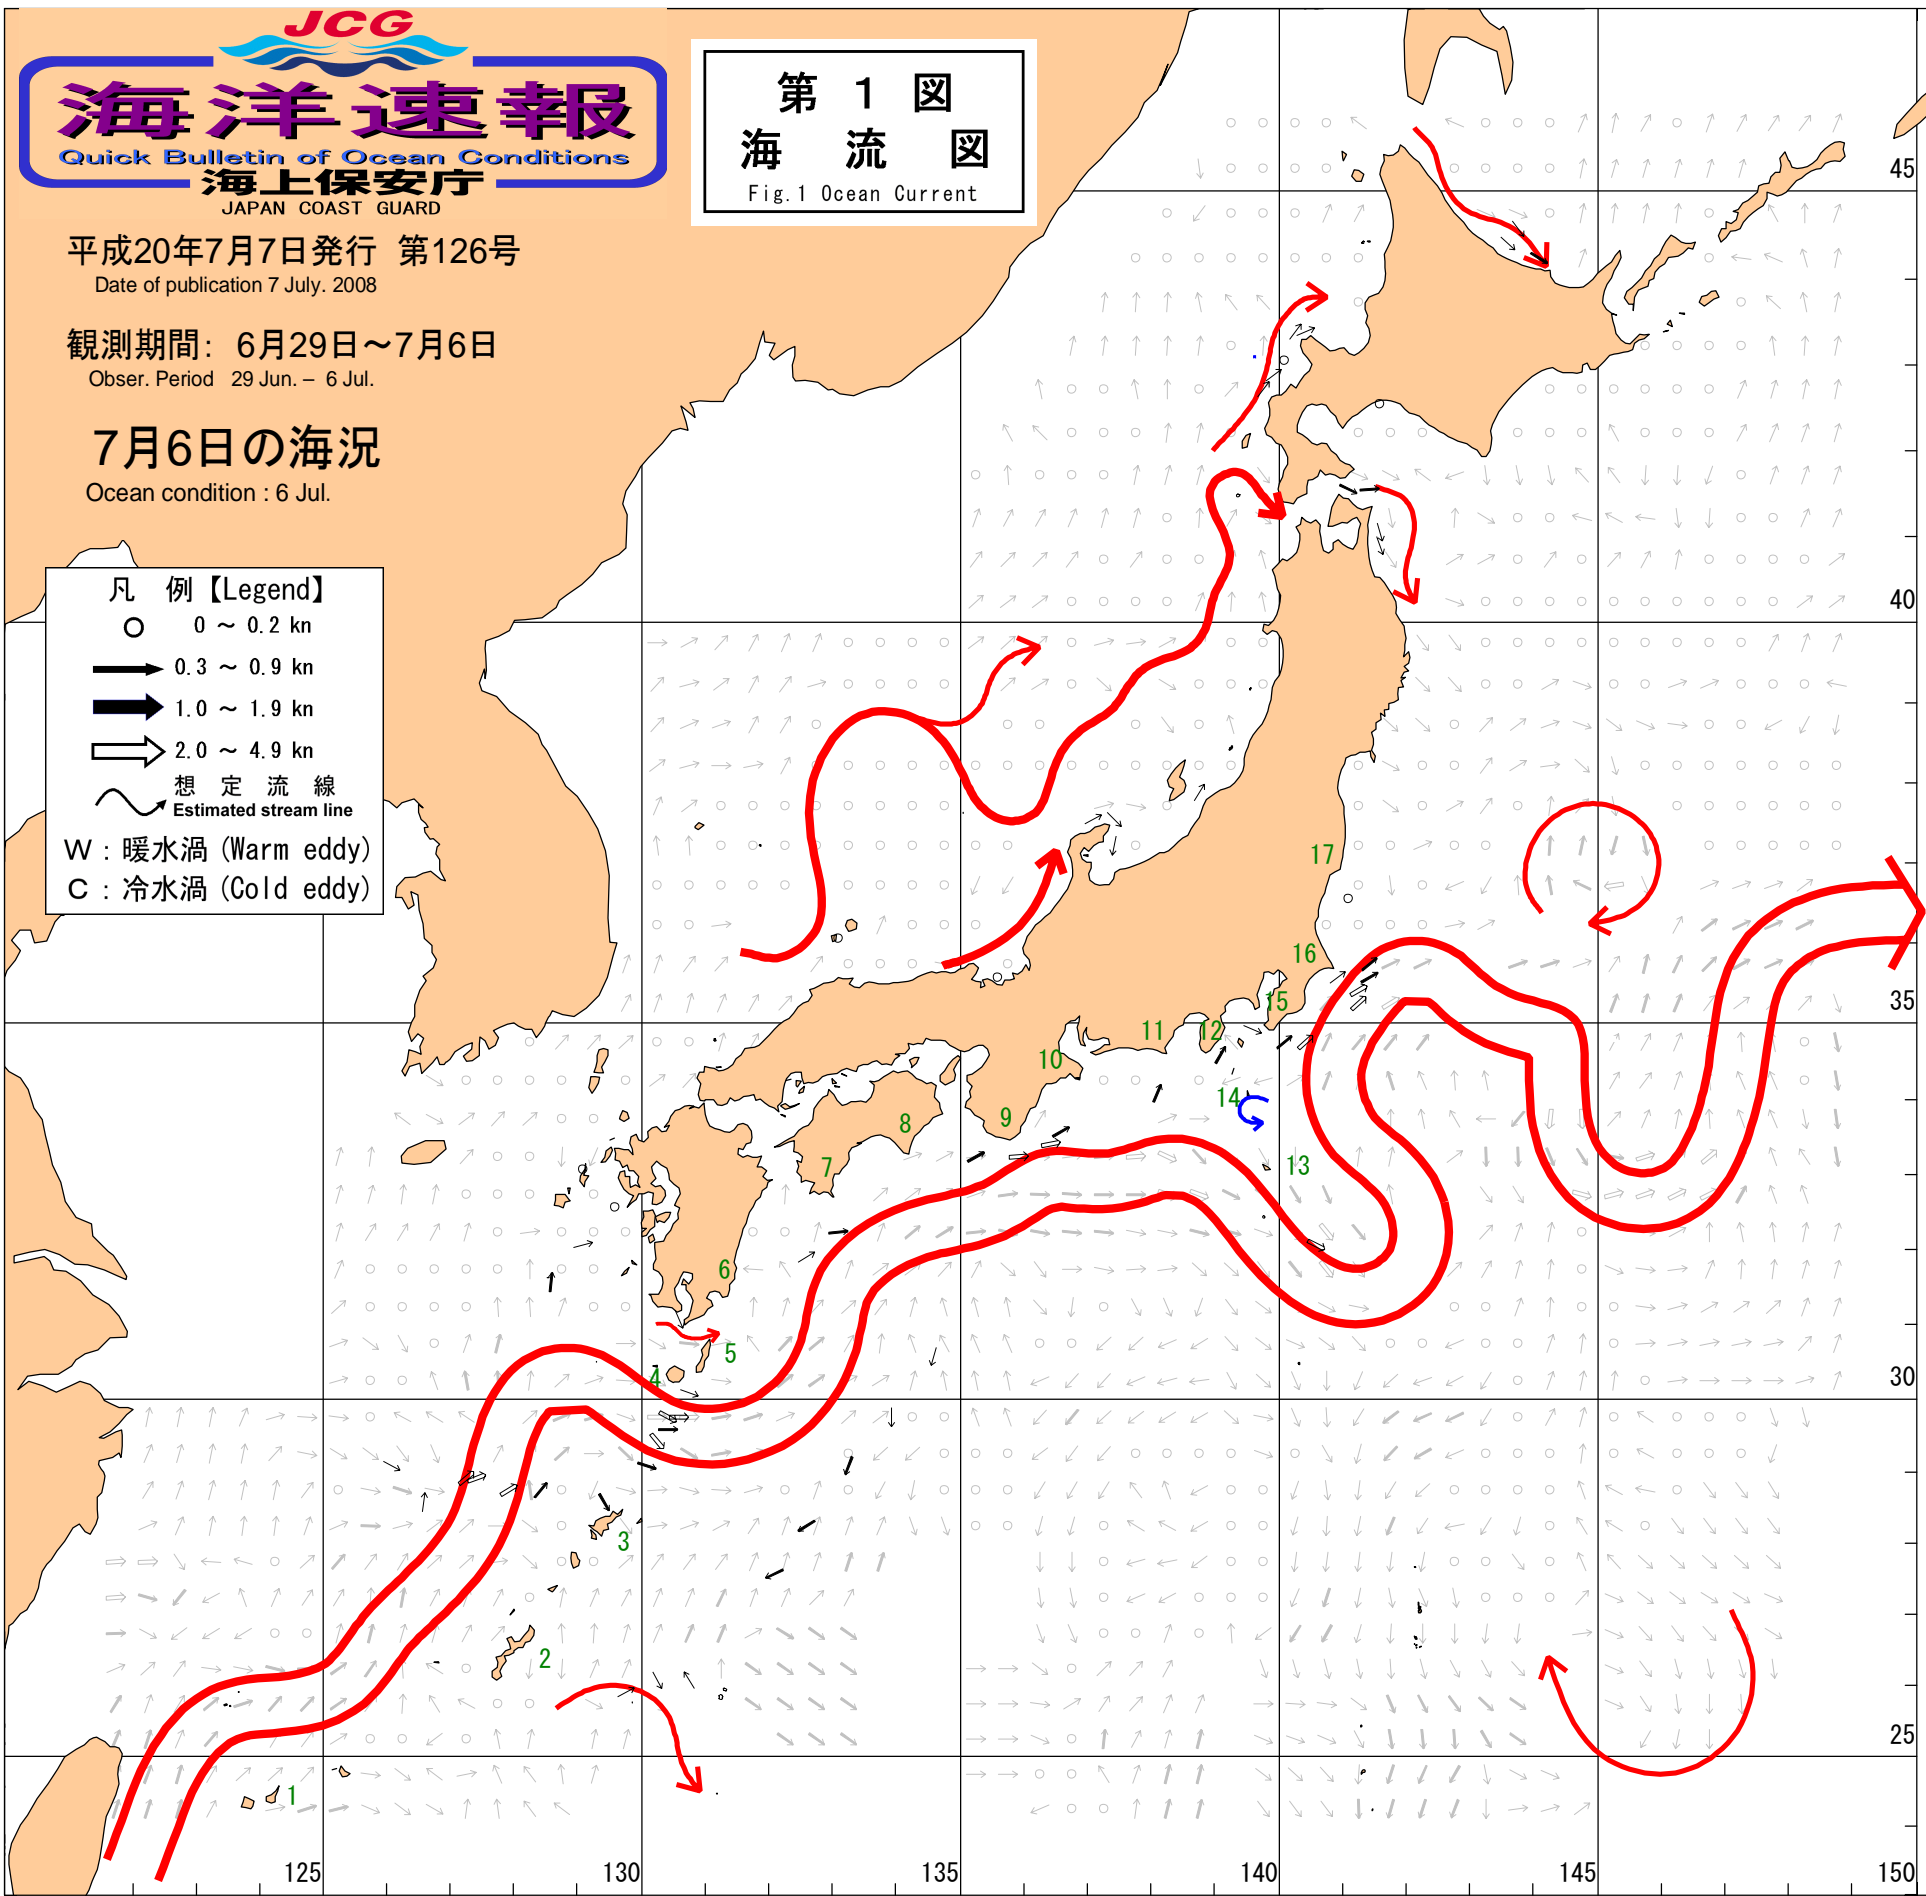 JCG
海洋速報
Quick Bulletin of Ocean Conditions
海上保安庁
JAPAN COAST GUARD
第 1 図
海 流 図
Fig.1 Ocean Current
平成20年7月7日発行 第126号
Date of publication 7 July. 2008
観測期間: 6月29日～7月6日
Obser. Period 29 Jun. – 6 Jul.
7月6日の海況
Ocean condition : 6 Jul.
凡 例【Legend】
0 ～ 0.2 kn
0.3 ～ 0.9 kn
1.0 ～ 1.9 kn
2.0 ～ 4.9 kn
想 定 流 線
Estimated stream line
W : 暖水渦 (Warm eddy)
C : 冷水渦 (Cold eddy)
45
40
17
16
35
15
12
11
10
14
9
8
7
13
6
5
4
30
3
2
25
1
125
130
135
140
145
150